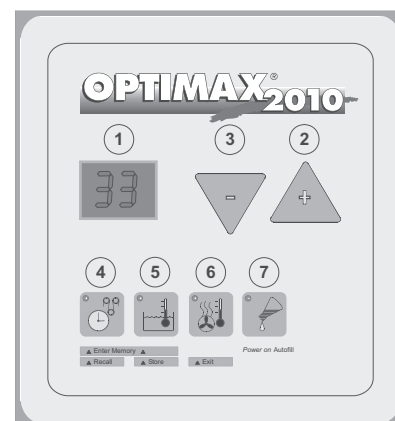 OPTIMAX®
2010
1 3 2
33
- +
4 5 6 7
▲ Enter Memory ▲
Power on Autofill
▲ Recall ▲ Store ▲ Exit